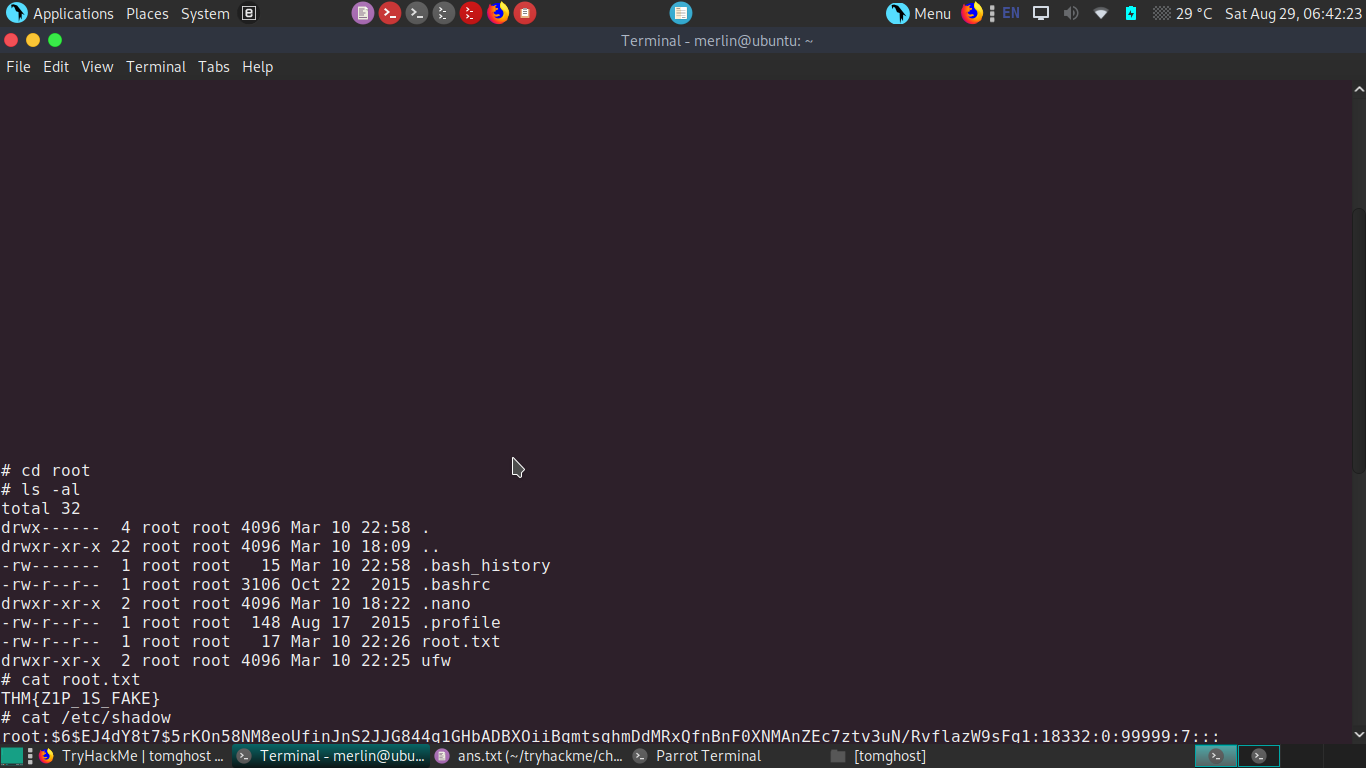 Applications Places System Menu EN 29 °C Sat Aug 29, 06:42:23
Terminal - merlin@ubuntu: ~
File Edit View Terminal Tabs Help
# cd root
# ls -al
total 32
drwx------  4 root root 4096 Mar 10 22:58 .
drwxr-xr-x 22 root root 4096 Mar 10 18:09 ..
-rw-------  1 root root   15 Mar 10 22:58 .bash_history
-rw-r--r--  1 root root 3106 Oct 22  2015 .bashrc
drwxr-xr-x  2 root root 4096 Mar 10 18:22 .nano
-rw-r--r--  1 root root  148 Aug 17  2015 .profile
-rw-r--r--  1 root root   17 Mar 10 22:26 root.txt
drwxr-xr-x  2 root root 4096 Mar 10 22:25 ufw
# cat root.txt
THM{Z1P_1S_FAKE}
# cat /etc/shadow
root:$6$EJ4dY8t7$5rKOn58NM8eoUfinJnS2JJG844g1GHbADBXOiiBgmtsghmDdMRxQfnBnF0XNMAnZEc7ztv3uN/RvflazW9sFg1:18332:0:99999:7:::
TryHackMe | tomghost ... Terminal - merlin@ubu... ans.txt (~/tryhackme/ch... Parrot Terminal [tomghost]